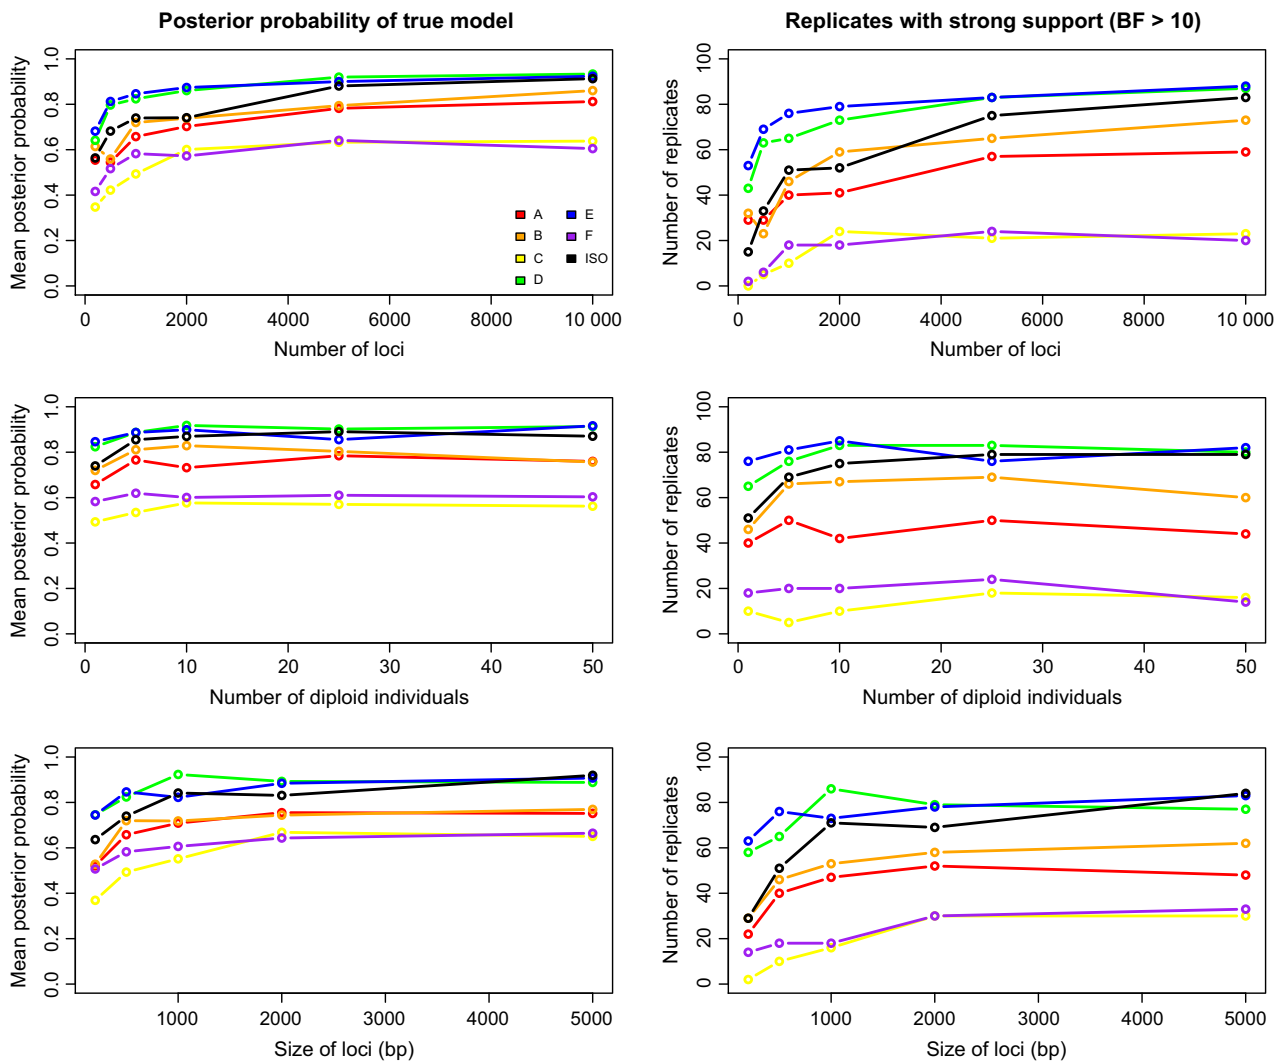 Posterior probability of true model
Replicates with strong support (BF > 10)
Mean posterior probability
0.0 0.2 0.4 0.6 0.8 1.0
A E
B F
C ISO
D
0 2000 4000 6000 8000 10 000
Number of loci
Number of replicates
0 20 40 60 80 100
0 2000 4000 6000 8000 10 000
Number of loci
Mean posterior probability
0.0 0.2 0.4 0.6 0.8 1.0
0 10 20 30 40 50
Number of diploid individuals
Number of replicates
0 20 40 60 80 100
0 10 20 30 40 50
Number of diploid individuals
Mean posterior probability
0.0 0.2 0.4 0.6 0.8 1.0
1000 2000 3000 4000 5000
Size of loci (bp)
Number of replicates
0 20 40 60 80 100
1000 2000 3000 4000 5000
Size of loci (bp)